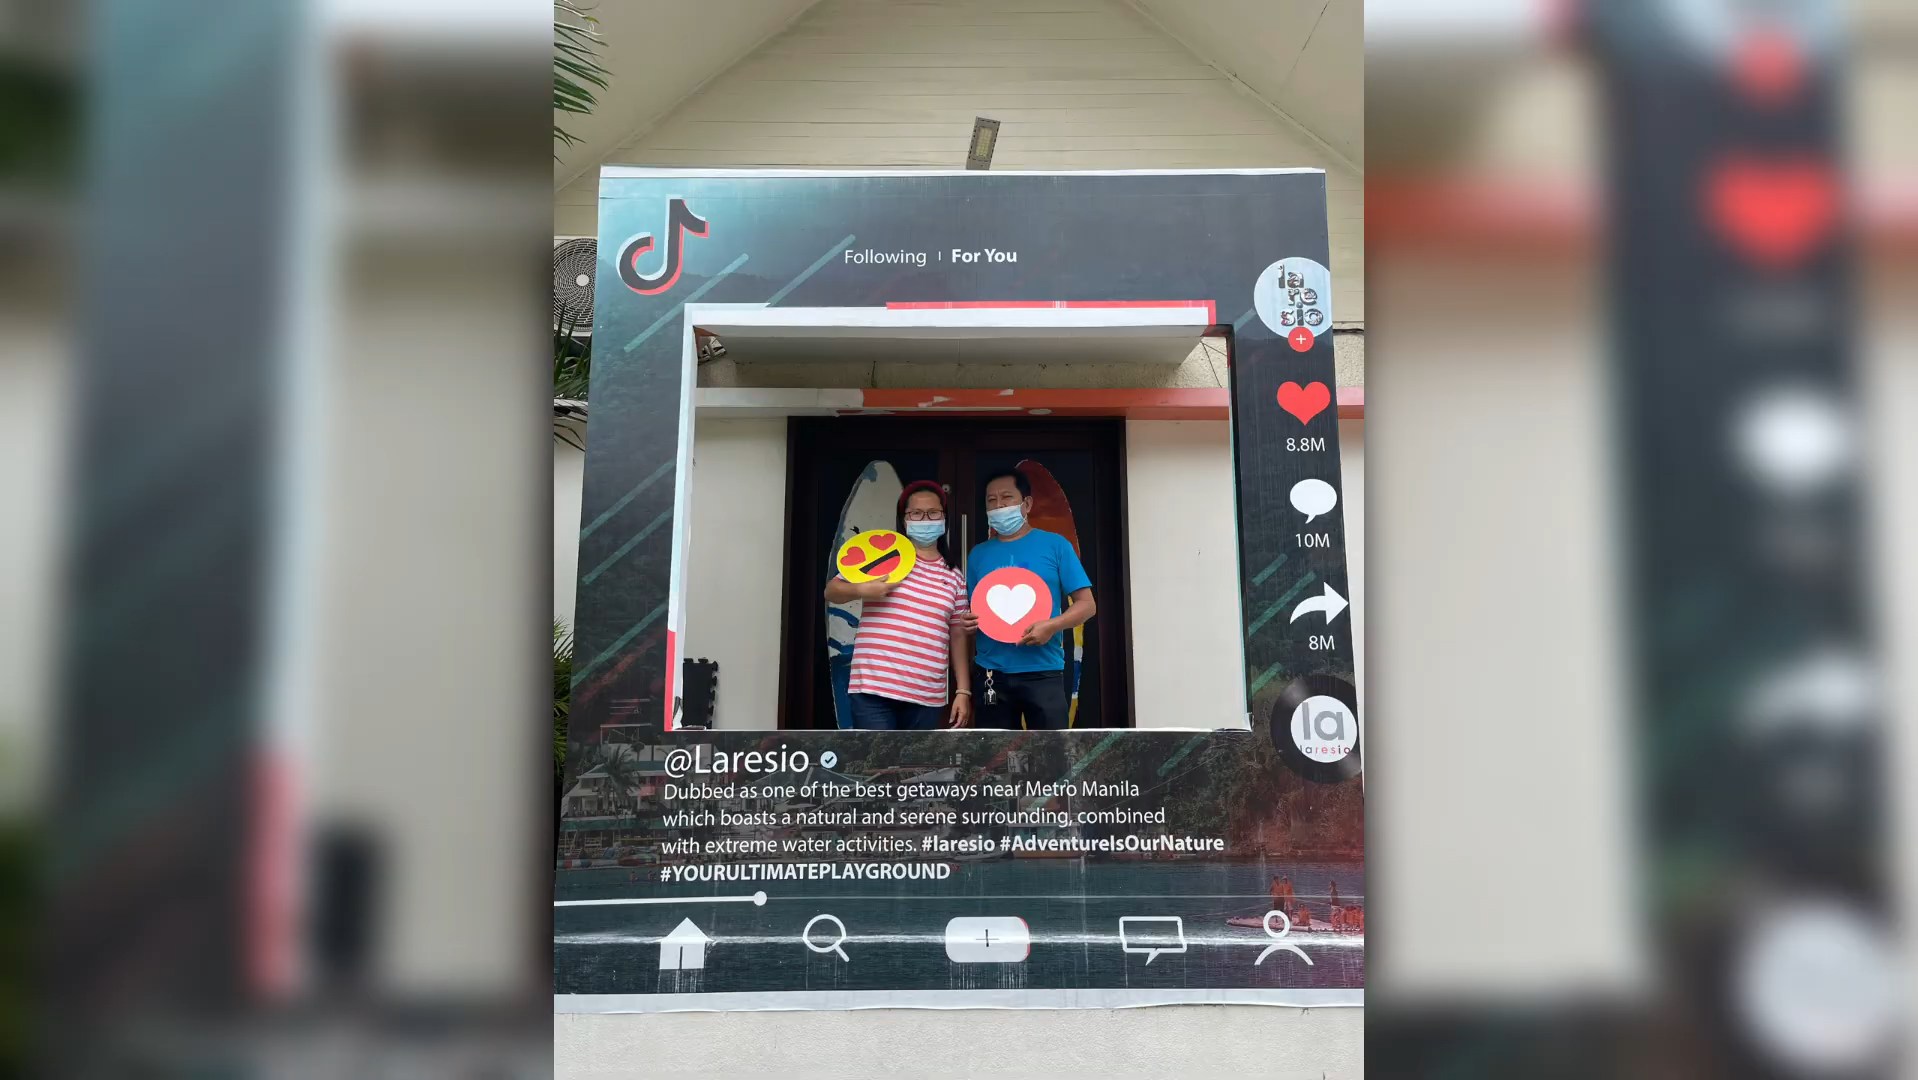 Following | For You
la
re
sio
8.8M
10M
8M
la
laresio
@Laresio
Dubbed as one of the best getaways near Metro Manila
which boasts a natural and serene surrounding, combined
with extreme water activities. #laresio #AdventureIsOurNature
#YOURULTIMATEPLAYGROUND